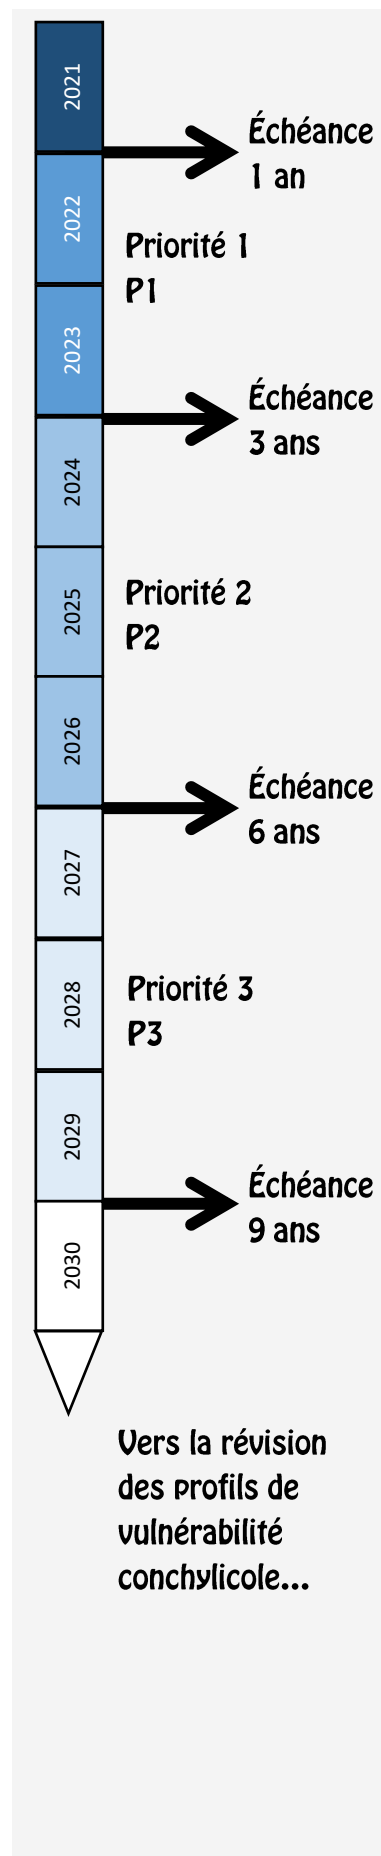 2021
Échéance
1 an
2022
Priorité 1
P1
2023
Échéance
3 ans
2024
2025
Priorité 2
P2
2026
Échéance
6 ans
2027
2028
Priorité 3
P3
2029
Échéance
9 ans
2030
Vers la révision
des profils de
vulnérabilité
conchylicole...